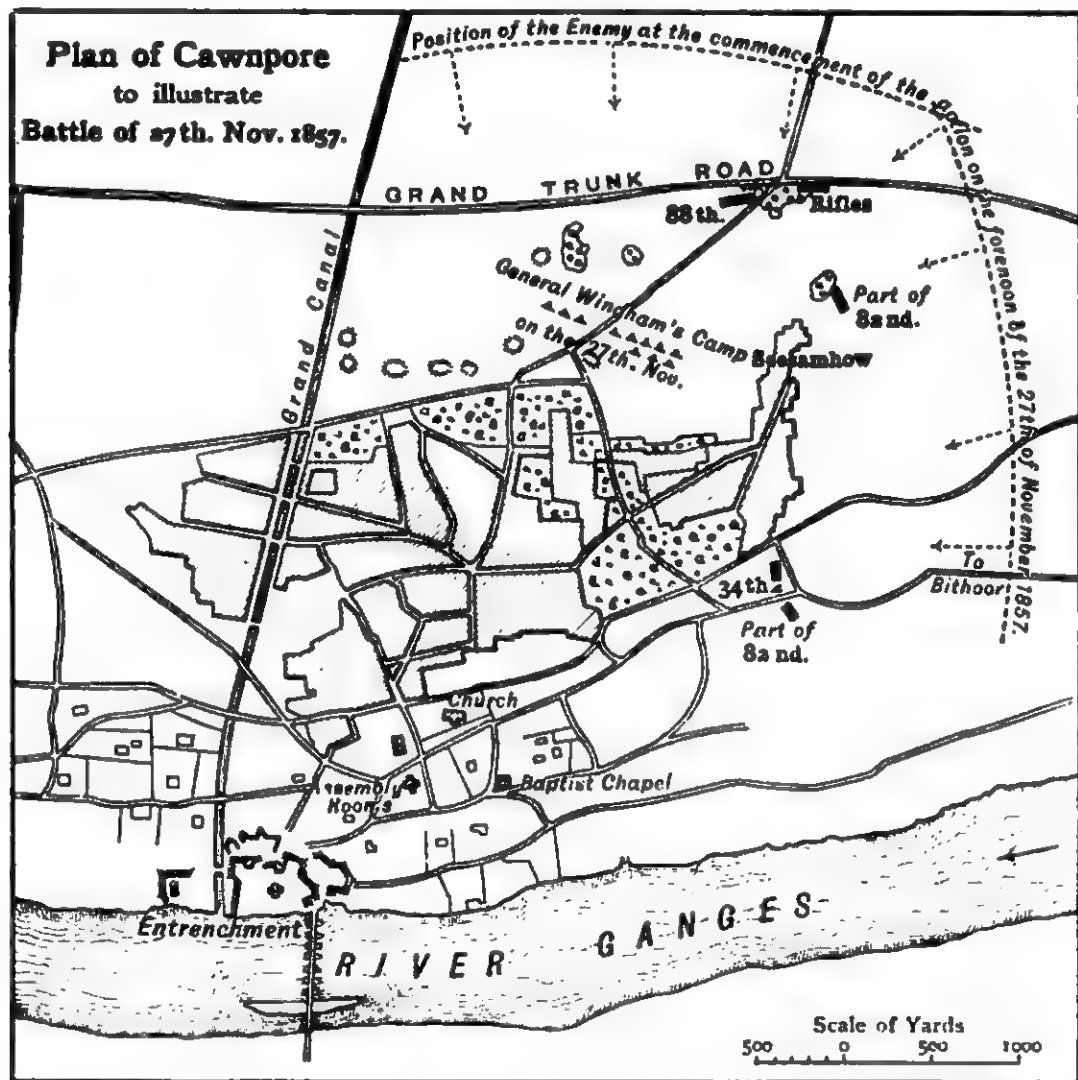 Plan of Cawnpore
to illustrate
Battle of 27th. Nov. 1857.
Position of the Enemy at the commencement of the action on the forenoon of the 27th of November 1857.
GRAND TRUNK ROAD
88th.
Rifles
Grand Canal
General Windham's Camp
on the 27th. Nov.
Part of
82nd.
Seesamhow
34th
To
Bithoor
Part of
82nd.
Church
Assembly
Rooms
Baptist Chapel
Entrenchment
RIVER GANGES
Scale of Yards
500 0 500 1000